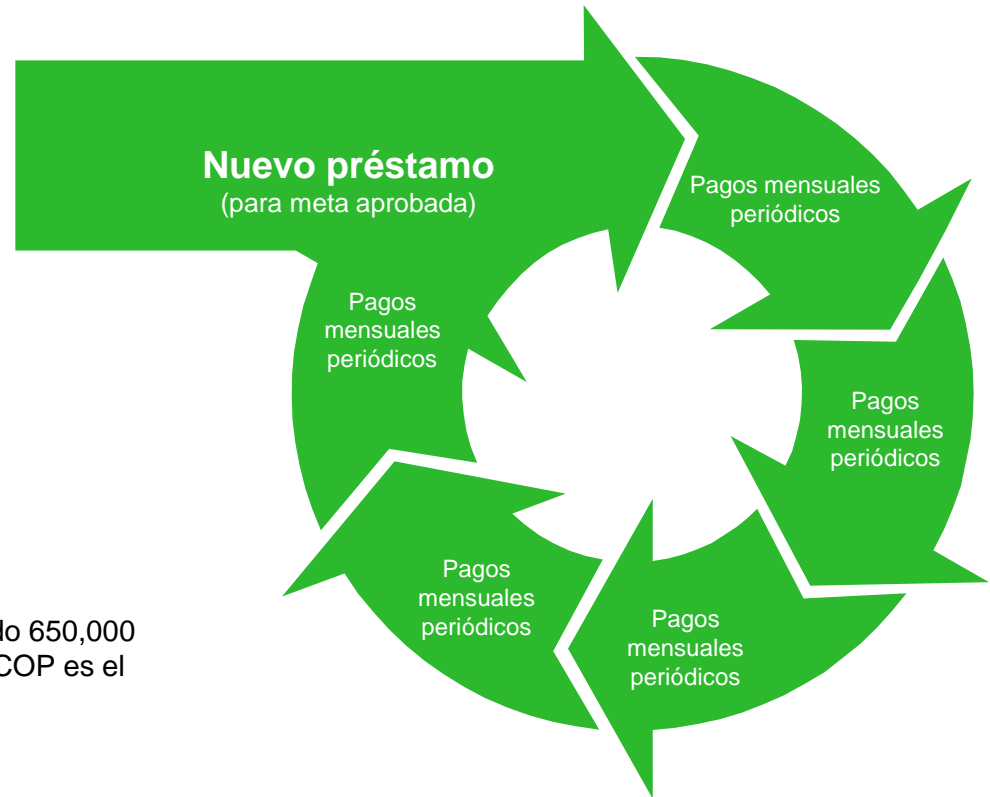 Nuevo préstamo
(para meta aprobada)
Pagos mensuales
periódicos
Pagos
mensuales
periódicos
Pagos
mensuales
periódicos
Pagos
mensuales
periódicos
Pagos
mensuales
periódicos
650,000
COP es el